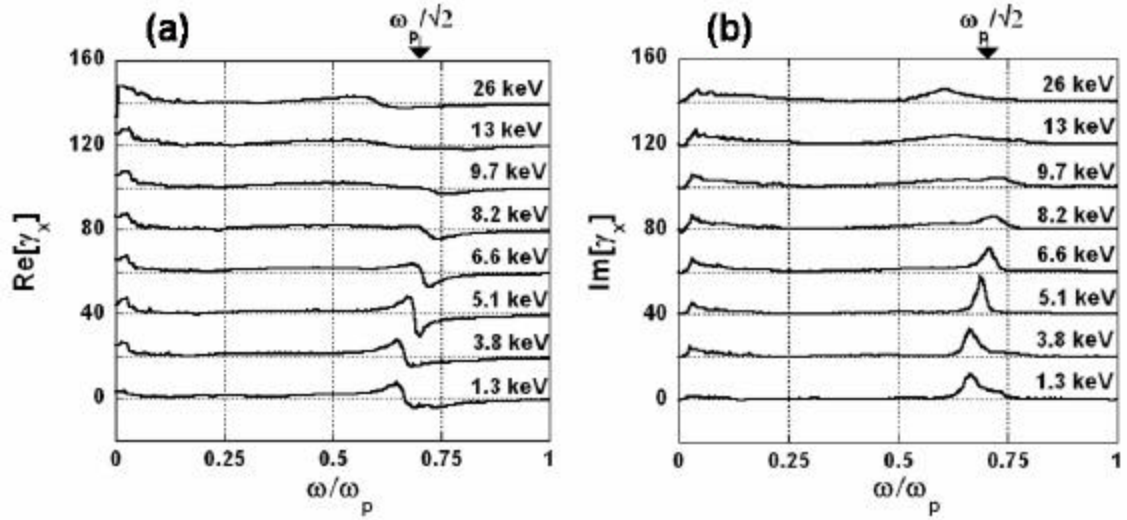 (a)
ωp/√2
160
120
80
40
0
Re[γx]
26 keV
13 keV
9.7 keV
8.2 keV
6.6 keV
5.1 keV
3.8 keV
1.3 keV
0 0.25 0.5 0.75 1
ω/ωp
(b)
ωp/√2
160
120
80
40
0
Im[γx]
26 keV
13 keV
9.7 keV
8.2 keV
6.6 keV
5.1 keV
3.8 keV
1.3 keV
0 0.25 0.5 0.75 1
ω/ωp